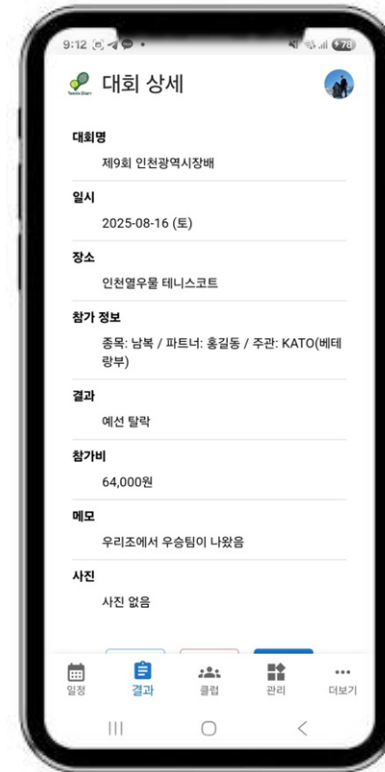 9:12
78
Tennis Diary
대회 상세
대회명
제9회 인천광역시장배
일시
2025-08-16 (토)
장소
인천열우물 테니스코트
참가 정보
종목: 남복 / 파트너: 홍길동 / 주관: KATO(베테
랑부)
결과
예선 탈락
참가비
64,000원
메모
우리조에서 우승팀이 나왔음
사진
사진 없음
일정
결과
클럽
관리
더보기